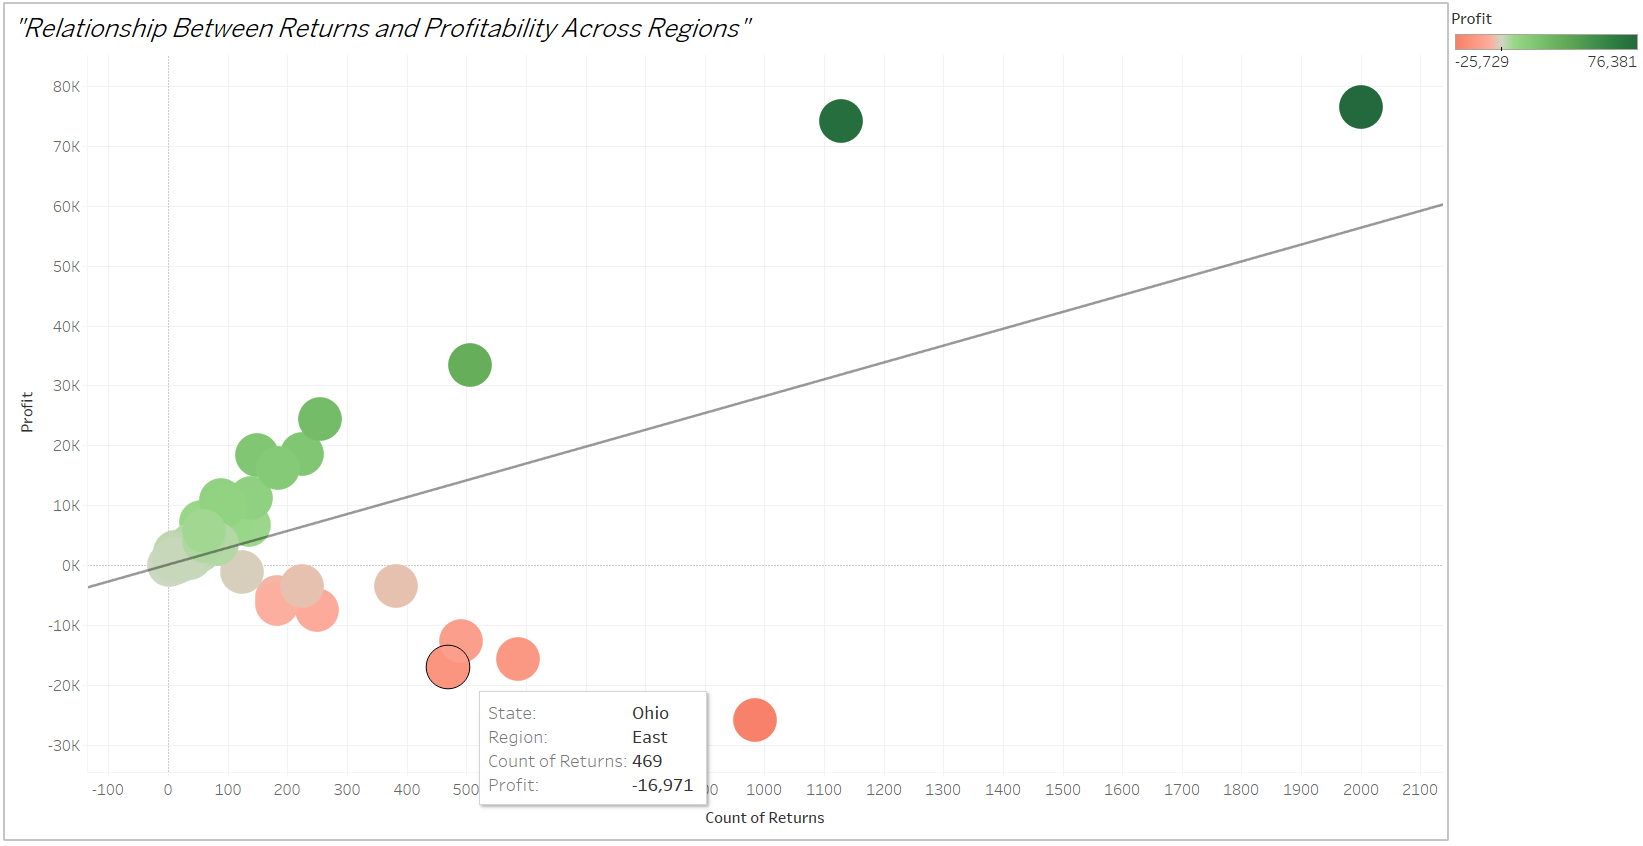 "Relationship Between Returns and Profitability Across Regions"
Profit
-25,729 76,381
80K
70K
60K
50K
40K
30K
20K
10K
0K
-10K
-20K
-30K
Profit
State: Ohio
Region: East
Count of Returns: 469
Profit: -16,971
-100 0 100 200 300 400 500 1000 1100 1200 1300 1400 1500 1600 1700 1800 1900 2000 2100
Count of Returns